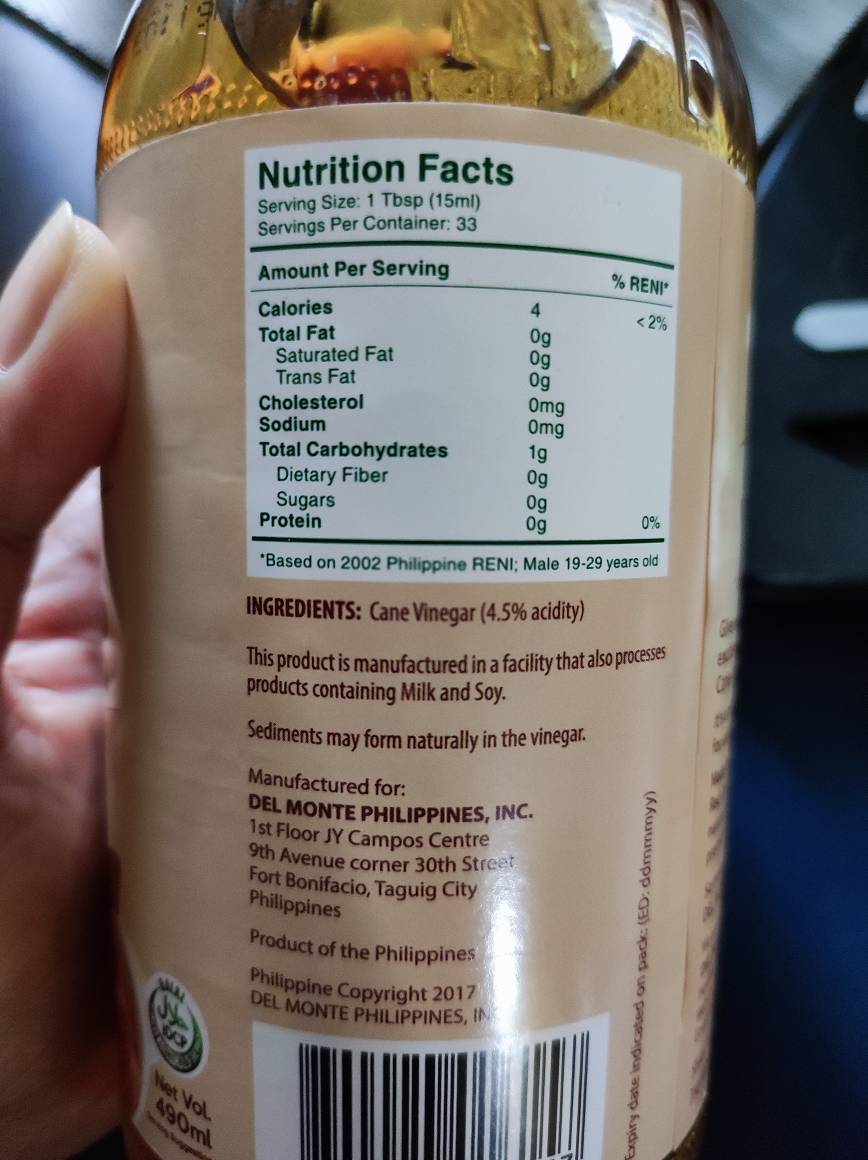 Nutrition Facts
Serving Size: 1 Tbsp (15ml)
Servings Per Container: 33
Amount Per Serving
% RENI*
Calories 4 < 2%
Total Fat 0g
Saturated Fat 0g
Trans Fat 0g
Cholesterol 0mg
Sodium 0mg
Total Carbohydrates 1g
Dietary Fiber 0g
Sugars 0g
Protein 0g 0%
*Based on 2002 Philippine RENI; Male 19-29 years old
INGREDIENTS: Cane Vinegar (4.5% acidity)
This product is manufactured in a facility that also processes
products containing Milk and Soy.
Sediments may form naturally in the vinegar.
Manufactured for:
DEL MONTE PHILIPPINES, INC.
1st Floor JY Campos Centre
9th Avenue corner 30th Street
Fort Bonifacio, Taguig City
Philippines
Product of the Philippines
Philippine Copyright 2017
DEL MONTE PHILIPPINES, IN
Expiry date indicated on pack: (ED: ddmmmyy)
HALAL
IDCP
Net Vol.
490ml